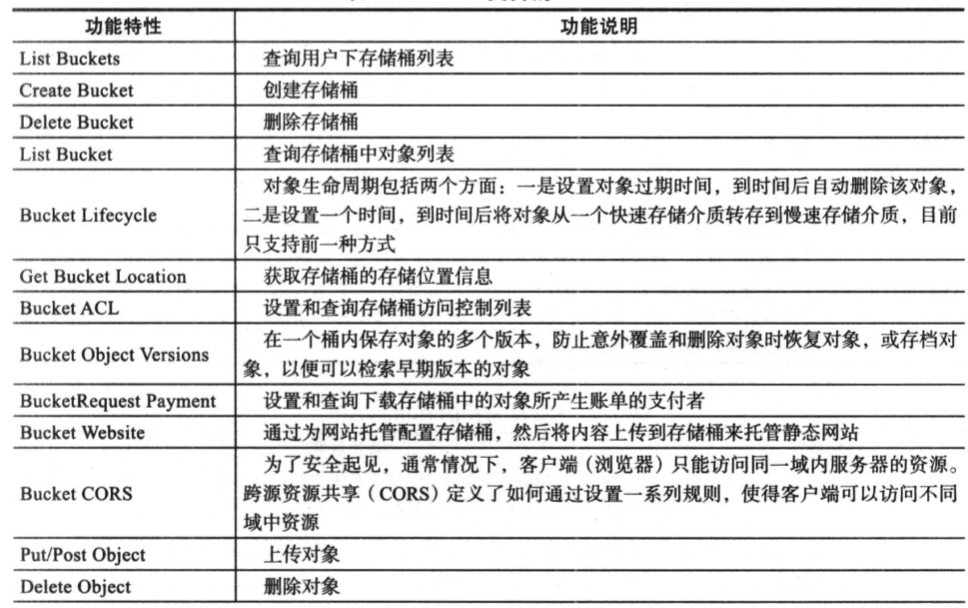 功能特性 功能说明
List Buckets 查询用户下存储桶列表
Create Bucket 创建存储桶
Delete Bucket 删除存储桶
List Bucket 查询存储桶中对象列表
对象生命周期包括两个方面：一是设置对象过期时间，到时间后自动删除该对象，
Bucket Lifecycle 二是设置一个时间，到时间后将对象从一个快速存储介质转存到慢速存储介质，目前
只支持前一种方式
Get Bucket Location 获取存储桶的存储位置信息
Bucket ACL 设置和查询存储桶访问控制列表
Bucket Object Versions 在一个桶内保存对象的多个版本，防止意外覆盖和删除对象时恢复对象，或存档对
象，以便可以检索早期版本的对象
BucketRequest Payment 设置和查询下载存储桶中的对象所产生账单的支付者
Bucket Website 通过为网站托管配置存储桶，然后将内容上传到存储桶来托管静态网站
为了安全起见，通常情况下，客户端（浏览器）只能访问同一域内服务器的资源。
Bucket CORS 跨源资源共享（CORS）定义了如何通过设置一系列规则，使得客户端可以访问不同
域中资源
Put/Post Object 上传对象
Delete Object 删除对象